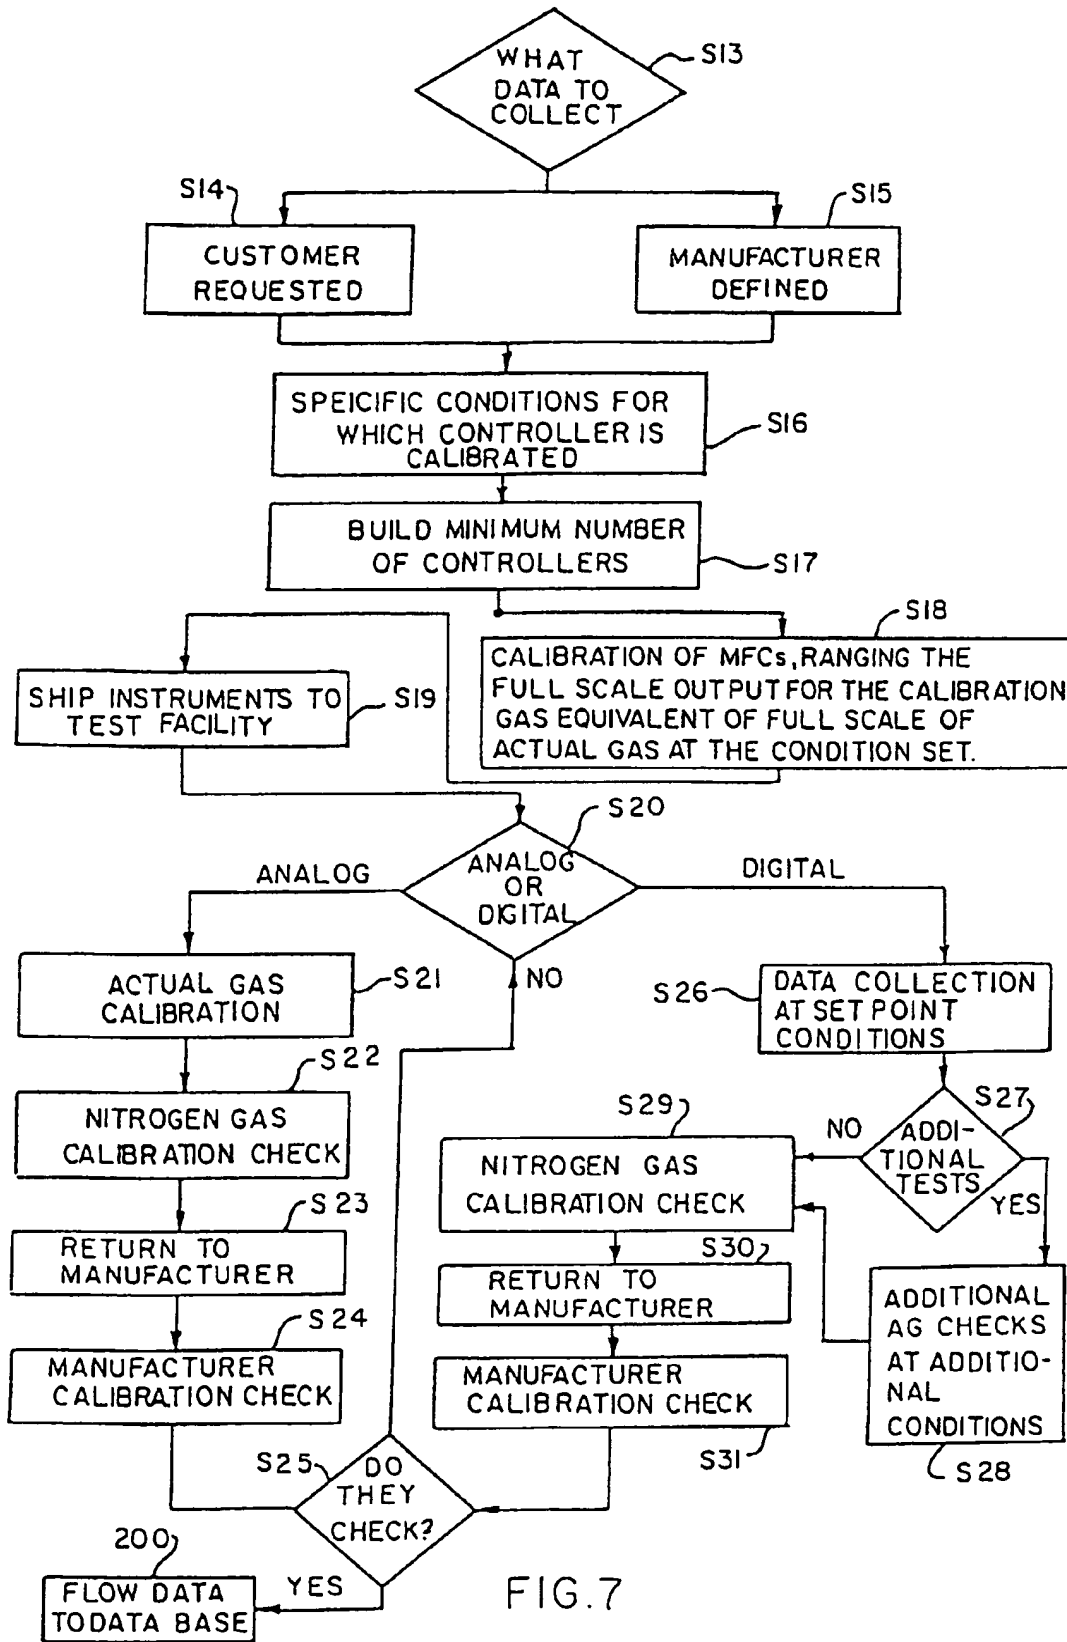 WHAT
DATA TO
COLLECT
S13
S14
S15
CUSTOMER
REQUESTED
MANUFACTURER
DEFINED
SPEICIFIC CONDITIONS FOR
WHICH CONTROLLER IS
CALIBRATED
S16
BUILD MINIMUM NUMBER
OF CONTROLLERS
S17
S18
CALIBRATION OF MFCs, RANGING THE
FULL SCALE OUTPUT FOR THE CALIBRATION
GAS EQUIVALENT OF FULL SCALE OF
ACTUAL GAS AT THE CONDITION SET.
SHIP INSTRUMENTS TO
TEST FACILITY
S19
S20
ANALOG
OR
DIGITAL
ANALOG
DIGITAL
NO
ACTUAL GAS
CALIBRATION
S21
S22
NITROGEN GAS
CALIBRATION CHECK
S23
RETURN TO
MANUFACTURER
S24
MANUFACTURER
CALIBRATION CHECK
S26
DATA COLLECTION
AT SET POINT
CONDITIONS
S27
ADDI-
TIONAL
TESTS
NO
YES
S29
NITROGEN GAS
CALIBRATION CHECK
S30
RETURN TO
MANUFACTURER
MANUFACTURER
CALIBRATION CHECK
S31
ADDITIONAL
AG CHECKS
AT ADDITIO-
NAL
CONDITIONS
S28
S25
DO
THEY
CHECK?
YES
200
FLOW DATA
TO DATA BASE
FIG.7